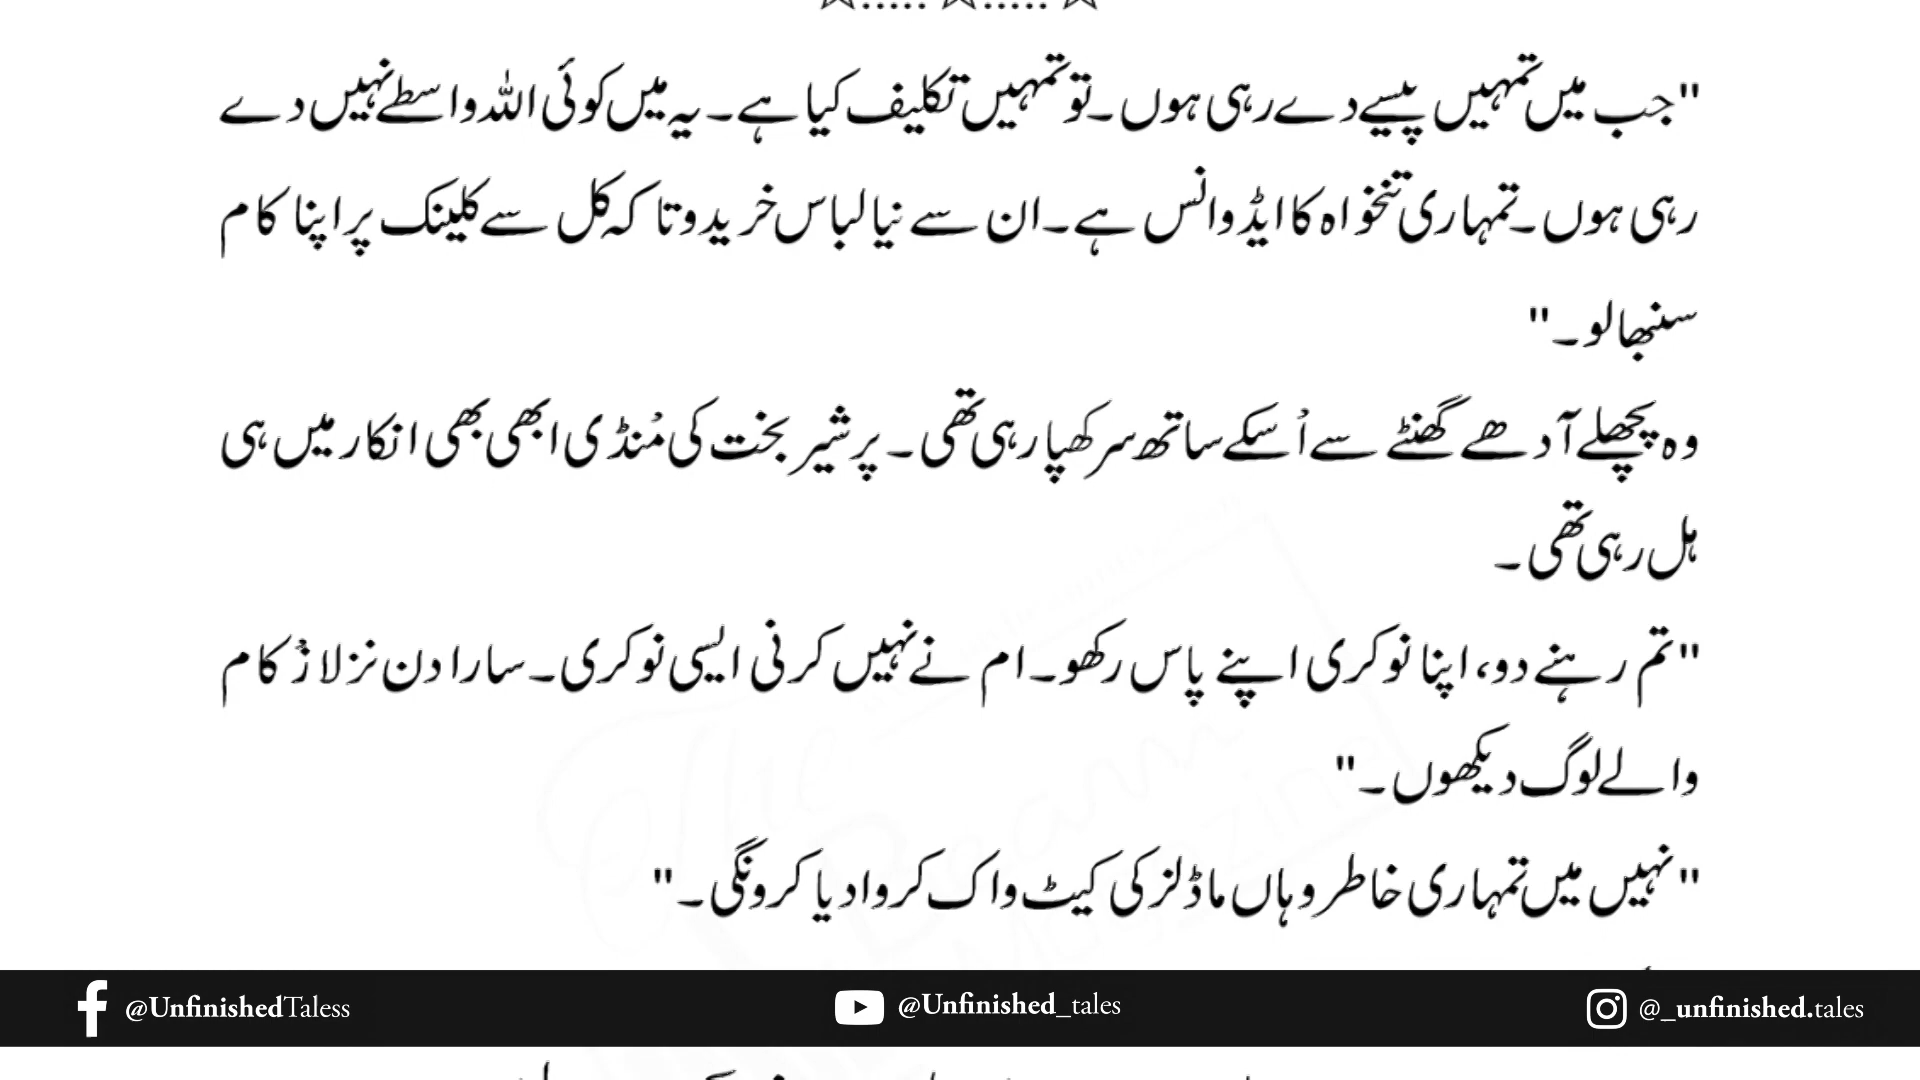 ☆..... ☆..... ☆
"جب میں تمہیں پیسے دے رہی ہوں۔ تو تمہیں تکلیف کیا ہے۔ یہ میں کوئی اللہ واسطے نہیں دے
رہی ہوں۔ تمہاری تنخواہ کا ایڈوانس ہے۔ ان سے نیا لباس خریدو تا کہ کل سے کلینک پر اپنا کام
سنبھالو۔"
وہ پچھلے آدھے گھنٹے سے اُسکے ساتھ سر کھپا رہی تھی۔ پر شیر بخت کی مُنڈی ابھی بھی انکار میں ہی
ہل رہی تھی۔
"تم رہنے دو، اپنا نوکری اپنے پاس رکھو۔ ام نے نہیں کرنی ایسی نوکری۔ سارا دن نزلا زُکام
والے لوگ دیکھوں۔"
"نہیں میں تمہاری خاطر وہاں ماڈلز کی کیٹ واک کروا دیا کرونگی۔"
@UnfinishedTaless @Unfinished_tales @_unfinished.tales